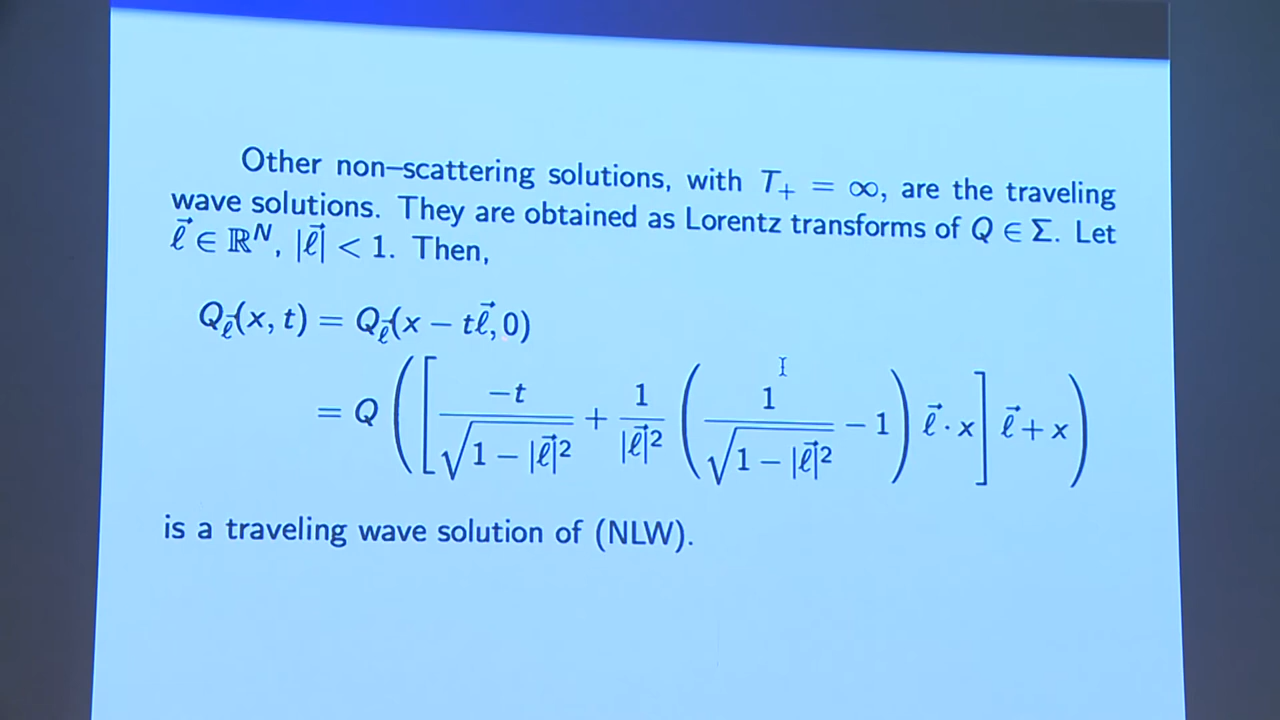 Other non–scattering solutions, with T₊ = ∞, are the traveling
wave solutions. They are obtained as Lorentz transforms of Q ∈ Σ. Let
ℓ⃗ ∈ ℝᴺ, |ℓ⃗| < 1. Then,
Q_ℓ⃗(x, t) = Q_ℓ⃗(x − tℓ⃗, 0)
= Q ( [ −t / √(1 − |ℓ⃗|²) + 1 / |ℓ⃗|² ( 1 / √(1 − |ℓ⃗|²) − 1 ) ℓ⃗ · x ] ℓ⃗ + x )
is a traveling wave solution of (NLW).